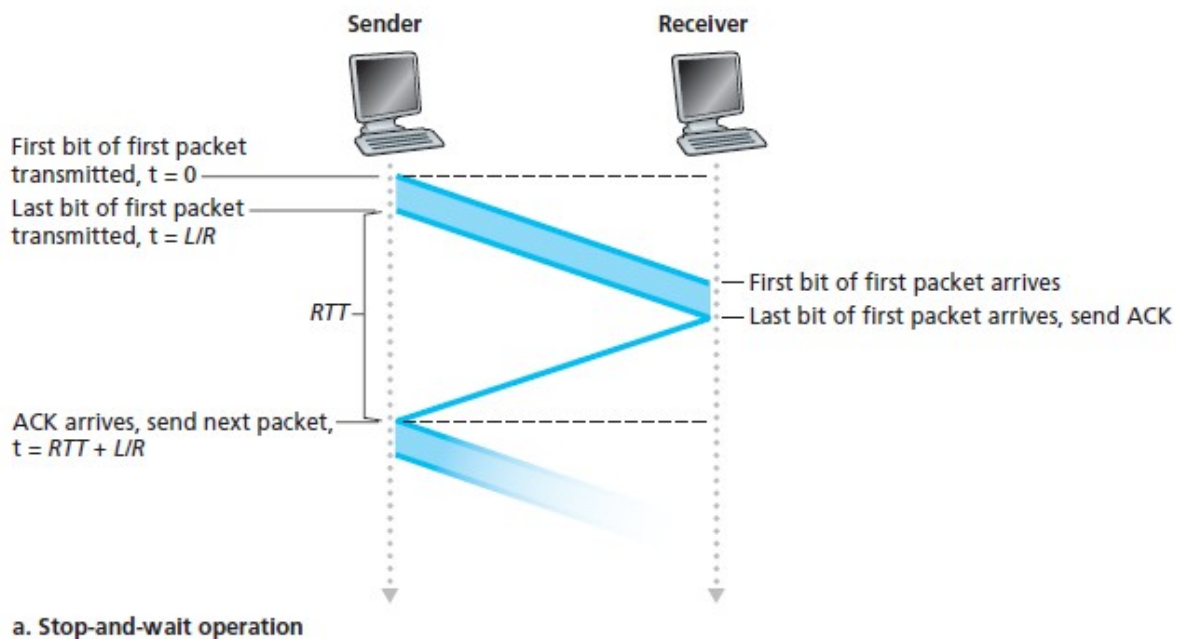 Sender
Receiver
First bit of first packet
transmitted, t = 0
Last bit of first packet
transmitted, t = L/R
First bit of first packet arrives
RTT
Last bit of first packet arrives, send ACK
ACK arrives, send next packet,
t = RTT + L/R
a. Stop-and-wait operation